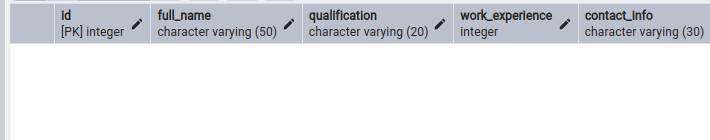 id full_name qualification work_experience contact_info
[PK] integer character varying (50) character varying (20) integer character varying (30)